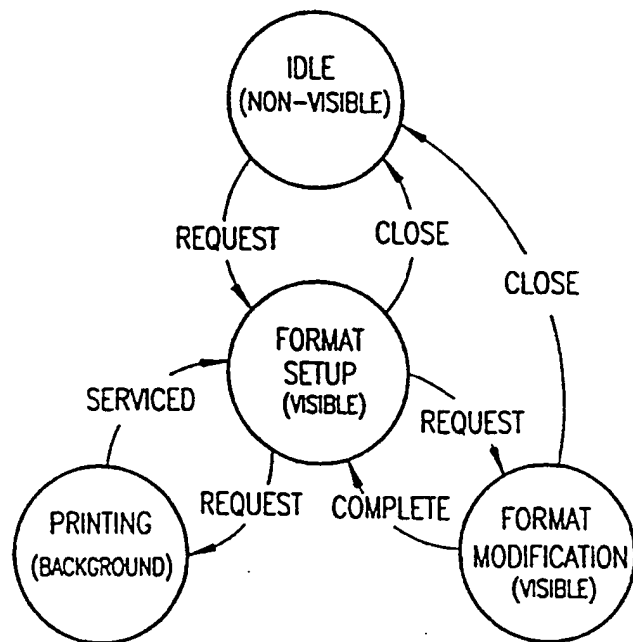 IDLE
(NON-VISIBLE)
REQUEST
CLOSE
CLOSE
FORMAT
SETUP
(VISIBLE)
SERVICED
REQUEST
REQUEST
COMPLETE
PRINTING
(BACKGROUND)
FORMAT
MODIFICATION
(VISIBLE)